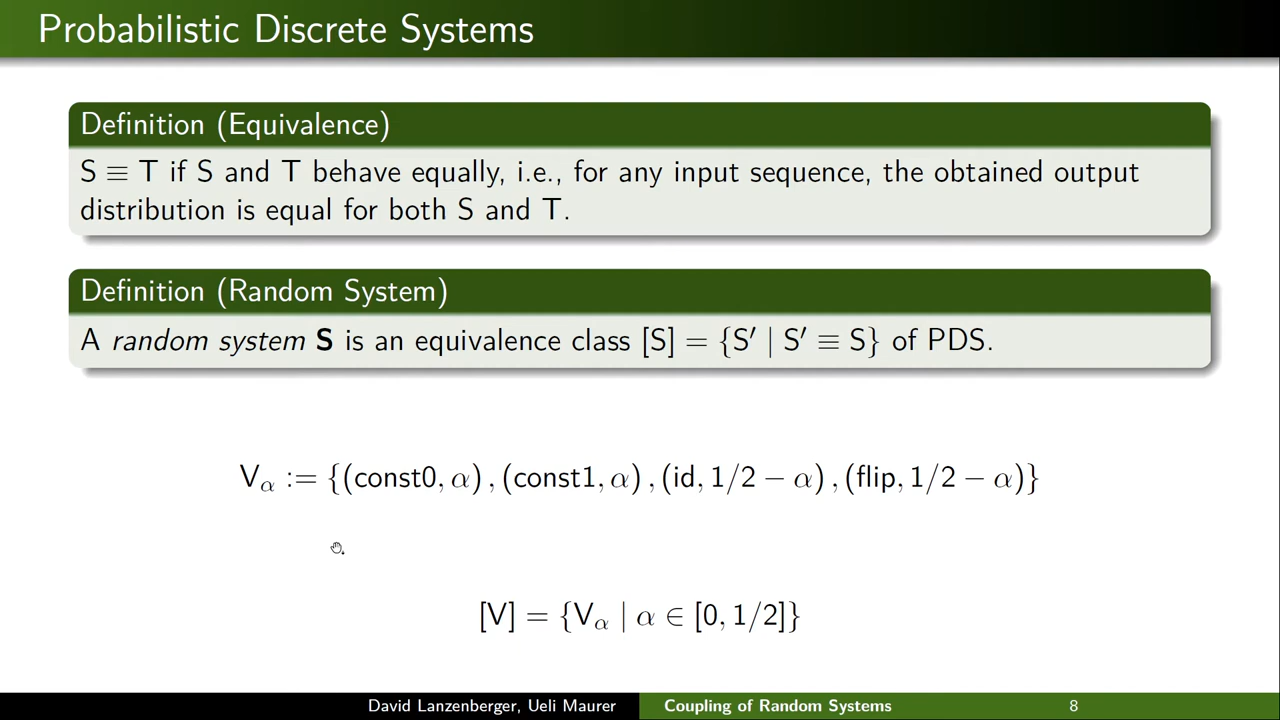 Probabilistic Discrete Systems
Definition (Equivalence)
S ≡ T if S and T behave equally, i.e., for any input sequence, the obtained output
distribution is equal for both S and T.
Definition (Random System)
A random system S is an equivalence class [S] = {S′ | S′ ≡ S} of PDS.
V_α := {(const0, α) , (const1, α) , (id, 1/2 − α) , (flip, 1/2 − α)}
[V] = {V_α | α ∈ [0, 1/2]}
David Lanzenberger, Ueli Maurer Coupling of Random Systems 8